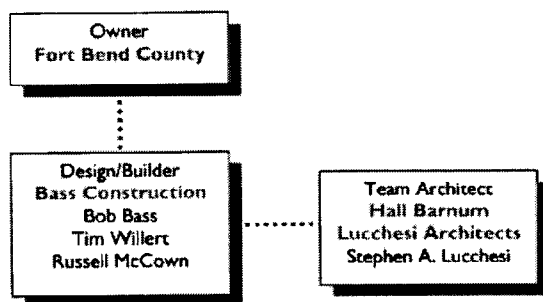 Owner
Fort Bend County
Design/Builder
Bass Construction
Bob Bass
Tim Willert
Russell McCown
Team Architect
Hall Barnum
Lucchesi Architects
Stephen A. Lucchesi